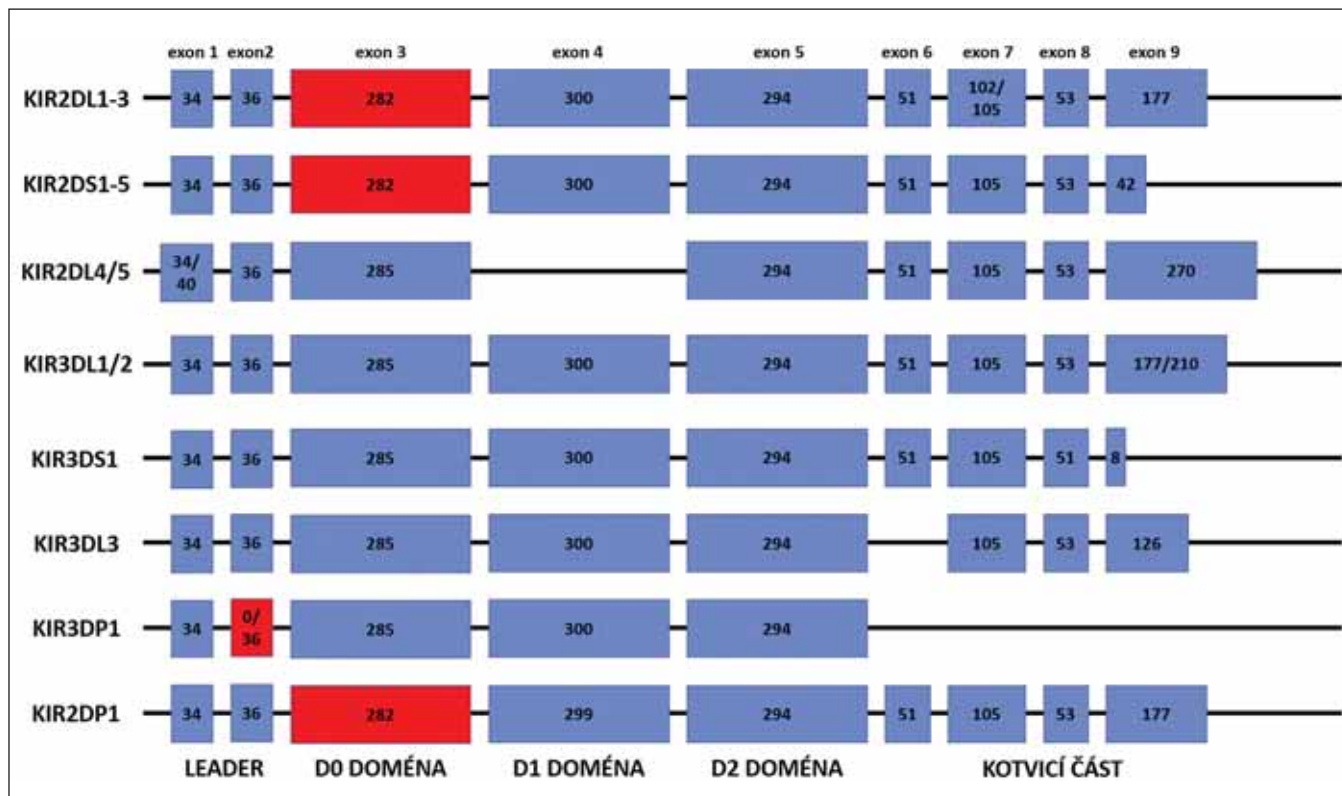 exon 1 exon2 exon 3 exon 4 exon 5 exon 6 exon 7 exon 8 exon 9
KIR2DL1-3 34 36 282 300 294 51 102/ 53 177
105
KIR2DS1-5 34 36 282 300 294 51 105 53 42
34/
KIR2DL4/5 40 36 285 294 51 105 53 270
KIR3DL1/2 34 36 285 300 294 51 105 53 177/210
KIR3DS1 34 36 285 300 294 51 105 51 8
KIR3DL3 34 36 285 300 294 105 53 126
0/
KIR3DP1 34 36 285 300 294
KIR2DP1 34 36 282 299 294 51 105 53 177
LEADER D0 DOMÉNA D1 DOMÉNA D2 DOMÉNA KOTVICÍ ČÁST